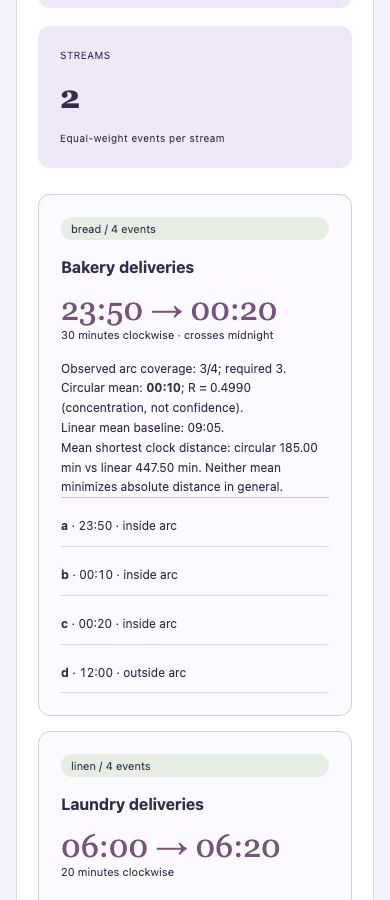 STREAMS
2
Equal-weight events per stream
bread / 4 events
Bakery deliveries
23:50 → 00:20
30 minutes clockwise · crosses midnight
Observed arc coverage: 3/4; required 3.
Circular mean: 00:10; R = 0.4990
(concentration, not confidence).
Linear mean baseline: 09:05.
Mean shortest clock distance: circular 185.00
min vs linear 447.50 min. Neither mean
minimizes absolute distance in general.
a · 23:50 · inside arc
b · 00:10 · inside arc
c · 00:20 · inside arc
d · 12:00 · outside arc
linen / 4 events
Laundry deliveries
06:00 → 06:20
20 minutes clockwise